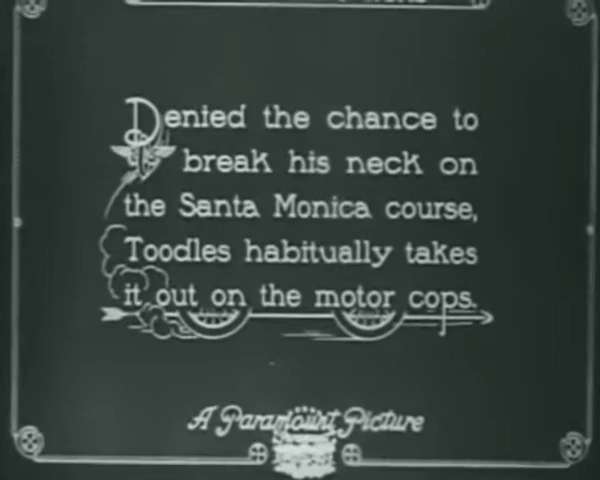 Denied the chance to
break his neck on
the Santa Monica course,
Toodles habitually takes
it out on the motor cops.
A Paramount Picture